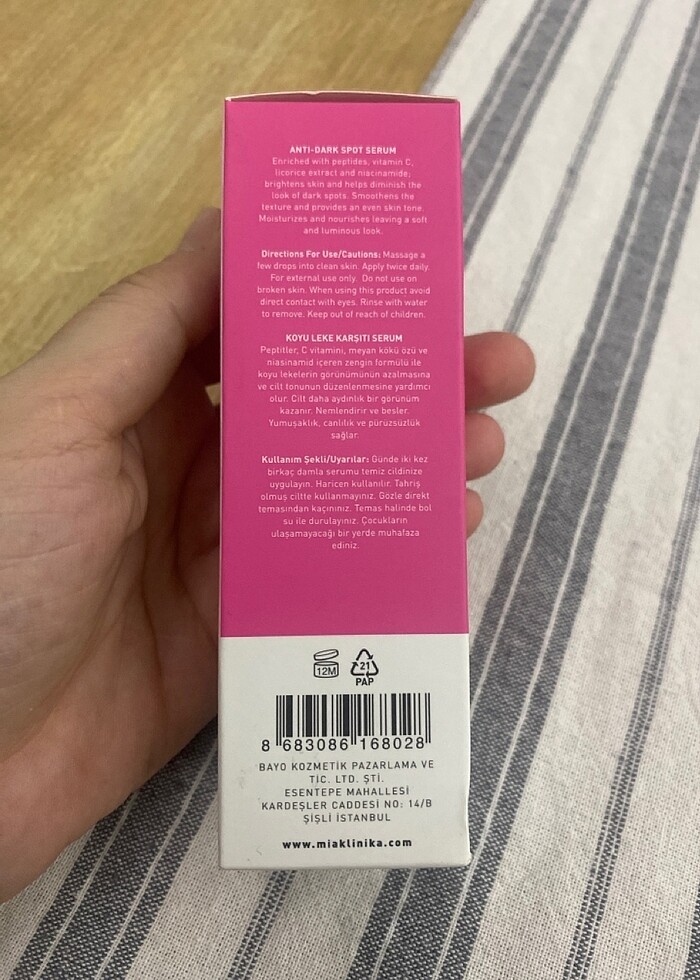 ANTI-DARK SPOT SERUM
Enriched with peptides, vitamin C,
licorice extract and niacinamide;
brightens skin and helps diminish the
look of dark spots. Smoothens the
texture and provides an even skin tone.
Moisturizes and nourishes leaving a soft
and luminous look.
Directions For Use/Cautions: Massage a
few drops into clean skin. Apply twice daily.
For external use only. Do not use on
broken skin. When using this product avoid
direct contact with eyes. Rinse with water
to remove. Keep out of reach of children.
KOYU LEKE KARŞITI SERUM
Peptitler, C vitamini, meyan kökü özü ve
niasinamid içeren zengin formülü ile
koyu lekelerin görünümünün azalmasına
ve cilt tonunun düzenlenmesine yardımcı
olur. Cilt daha aydınlık bir görünüm
kazanır. Nemlendirir ve besler.
Yumuşaklık, canlılık ve pürüzsüzlük
sağlar.
Kullanım Şekli/Uyarılar: Günde iki kez
birkaç damla serumu temiz cildinize
uygulayın. Haricen kullanılır. Tahriş
olmuş ciltte kullanmayınız. Gözle direkt
temasından kaçınınız. Temas halinde bol
su ile durulayınız. Çocukların
ulaşamayacağı bir yerde muhafaza
ediniz.
12M
21
PAP
8 683086 168028
BAYO KOZMETİK PAZARLAMA VE
TİC. LTD. ŞTİ.
ESENTEPE MAHALLESİ
KARDEŞLER CADDESİ NO: 14/B
ŞİŞLİ İSTANBUL
www.miaklinika.com